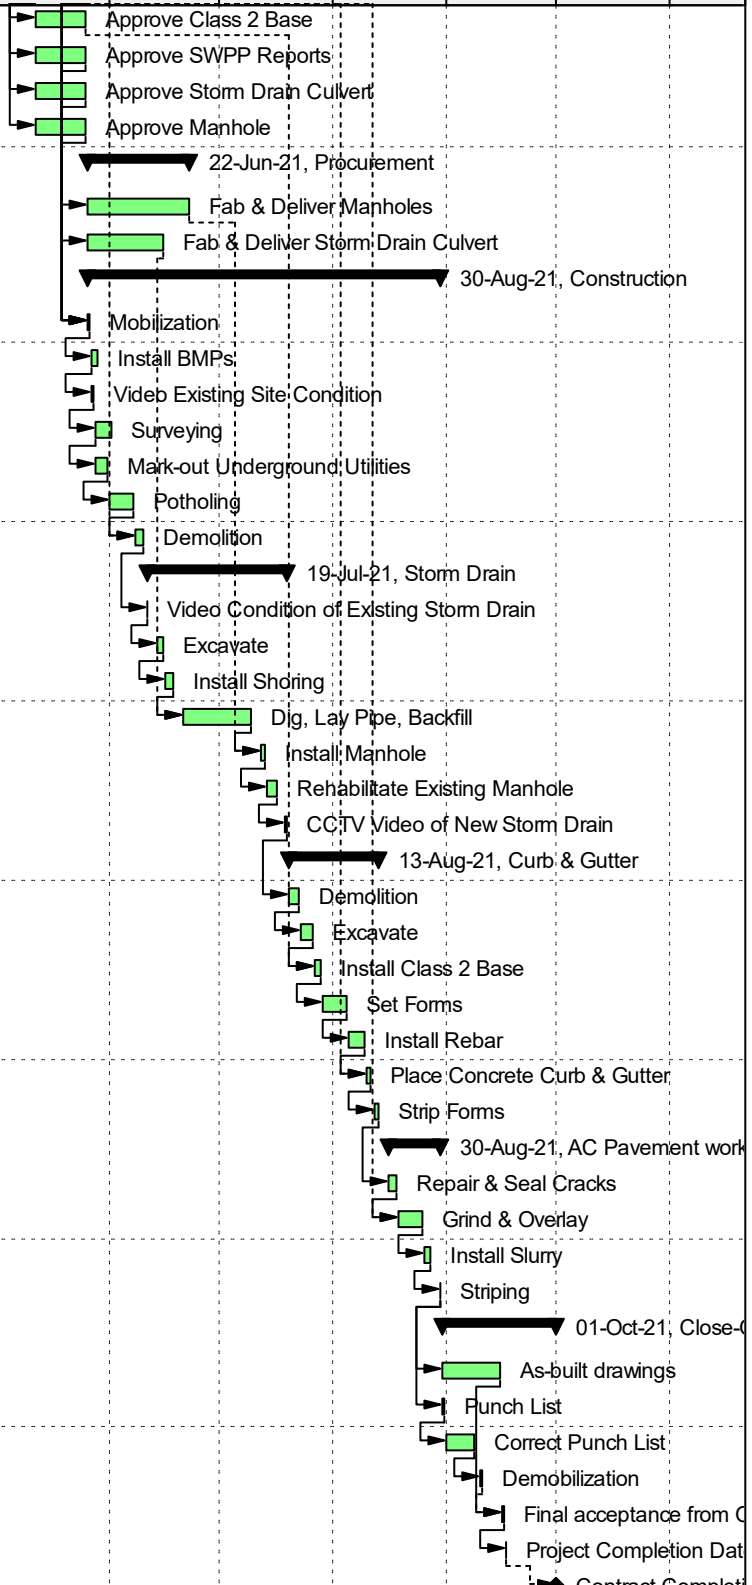 Approve Class 2 Base
Approve SWPP Reports
Approve Storm Drain Culvert
Approve Manhole
22-Jun-21, Procurement
Fab & Deliver Manholes
Fab & Deliver Storm Drain Culvert
30-Aug-21, Construction
Mobilization
Install BMPs
Video Existing Site Condition
Surveying
Mark-out Underground Utilities
Potholing
Demolition
19-Jul-21, Storm Drain
Video Condition of Existing Storm Drain
Excavate
Install Shoring
Dig, Lay Pipe, Backfill
Install Manhole
Rehabilitate Existing Manhole
CCTV Video of New Storm Drain
13-Aug-21, Curb & Gutter
Demolition
Excavate
Install Class 2 Base
Set Forms
Install Rebar
Place Concrete Curb & Gutter
Strip Forms
30-Aug-21, AC Pavement work
Repair & Seal Cracks
Grind & Overlay
Install Slurry
Striping
01-Oct-21, Close-
As-built drawings
Punch List
Correct Punch List
Demobilization
Final acceptance from
Project Completion Dat
Contract